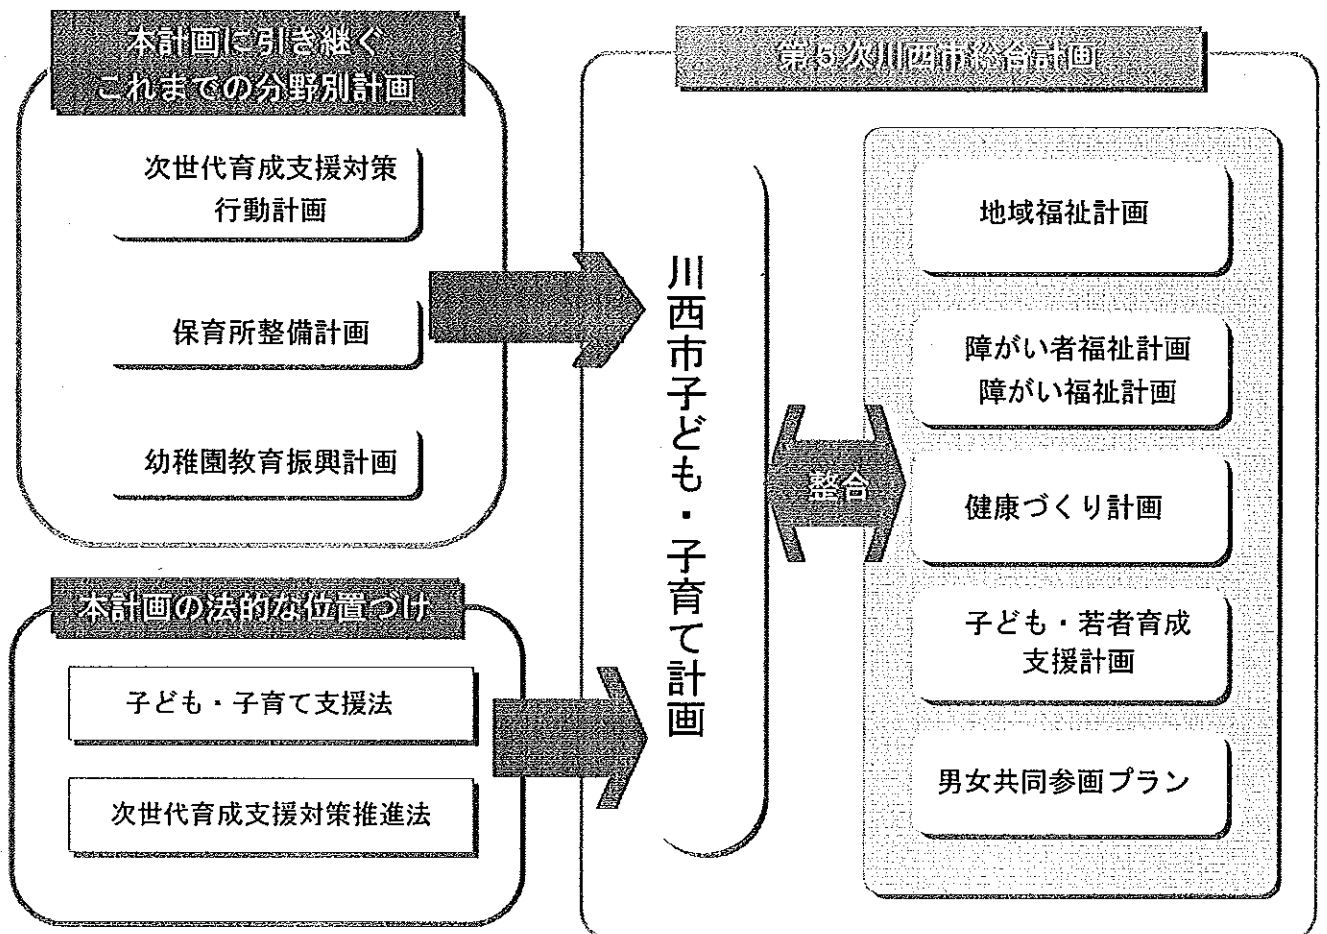 本計画に引き継ぐ
これまでの分野別計画
次世代育成支援対策
行動計画
保育所整備計画
幼稚園教育振興計画
本計画の法的な位置づけ
子ども・子育て支援法
次世代育成支援対策推進法
第5次川西市総合計画
川西市子ども・子育て計画
整合
地域福祉計画
障がい者福祉計画
障がい福祉計画
健康づくり計画
子ども・若者育成
支援計画
男女共同参画プラン